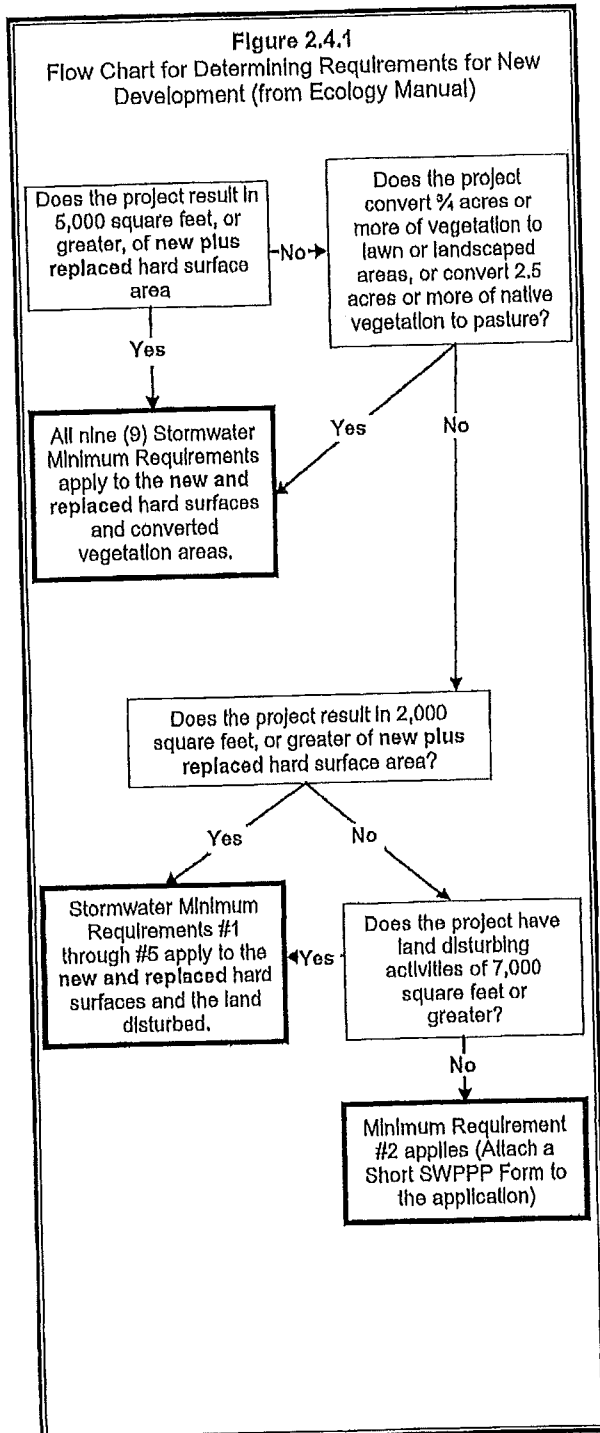 Figure 2.4.1
Flow Chart for Determining Requirements for New
Development (from Ecology Manual)
Does the project result in
5,000 square feet, or
greater, of new plus
replaced hard surface
area
No
Does the project
convert ¾ acres or
more of vegetation to
lawn or landscaped
areas, or convert 2.5
acres or more of native
vegetation to pasture?
Yes
All nine (9) Stormwater
Minimum Requirements
apply to the new and
replaced hard surfaces
and converted
vegetation areas.
Yes
No
Does the project result in 2,000
square feet, or greater of new plus
replaced hard surface area?
Yes
No
Stormwater Minimum
Requirements #1
through #5 apply to the
new and replaced hard
surfaces and the land
disturbed.
Yes
Does the project have
land disturbing
activities of 7,000
square feet or
greater?
No
Minimum Requirement
#2 applies (Attach a
Short SWPPP Form to
the application)